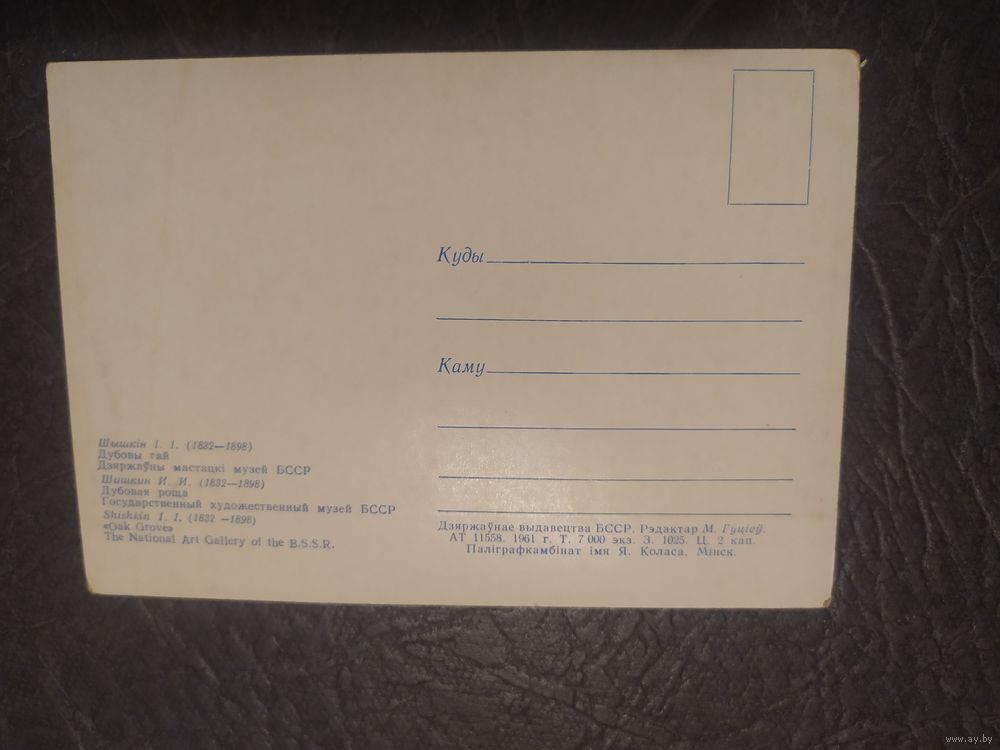 Куды
Каму
Шышкін І. І. (1832—1898)
Дубовы гай
Дзяржаўны мастацкі музей БССР
Шишкин И. И. (1832—1898)
Дубовая роща
Государственный художественный музей БССР
Shishkin I. I. (1832 —1898)
«Oak Grove»
The National Art Gallery of the B.S.S.R.
Дзяржаўнае выдавецтва БССР. Рэдактар М. Гуціеў.
АТ 11558. 1961 г. Т. 7 000 экз. З. 1025. Ц. 2 кап.
Паліграфкамбінат імя Я. Коласа, Мінск.
www.ay.by